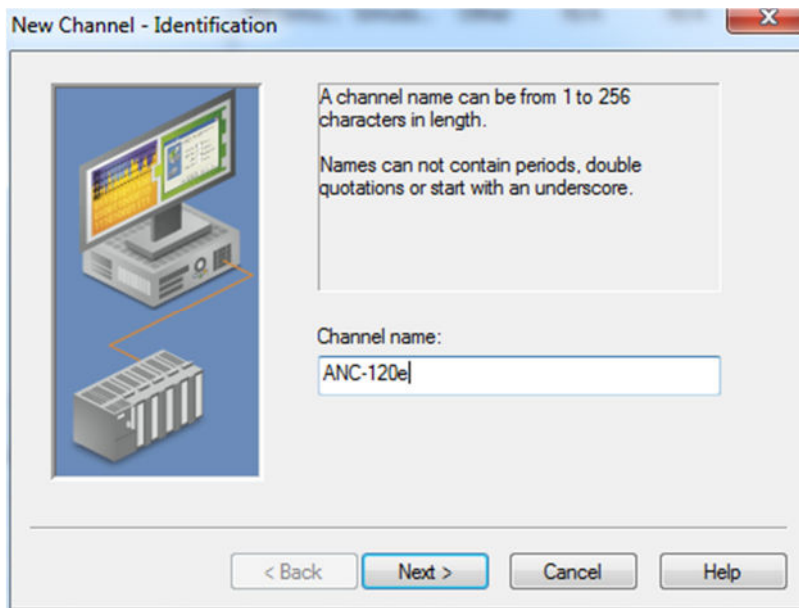 New Channel - Identification
A channel name can be from 1 to 256
characters in length.
Names can not contain periods, double
quotations or start with an underscore.
Channel name:
ANC-120e
< Back
Next >
Cancel
Help